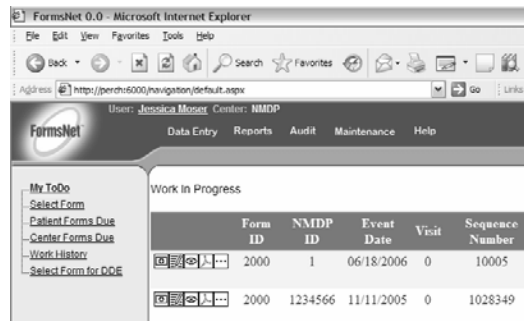 FormsNet 0.0 - Microsoft Internet Explorer
File Edit View Favorites Tools Help
Back Search Favorites
Address http://perch:6000/navigation/default.aspx Go Links
User: Jessica Moser Center: NMDP
FormsNet Data Entry Reports Audit Maintenance Help
My ToDo
Select Form
Patient Forms Due
Center Forms Due
Work History
Select Form for DDE
Work In Progress
Form ID NMDP ID Event Date Visit Sequence Number
2000 1 06/18/2006 0 10005
2000 1234566 11/11/2005 0 1028349